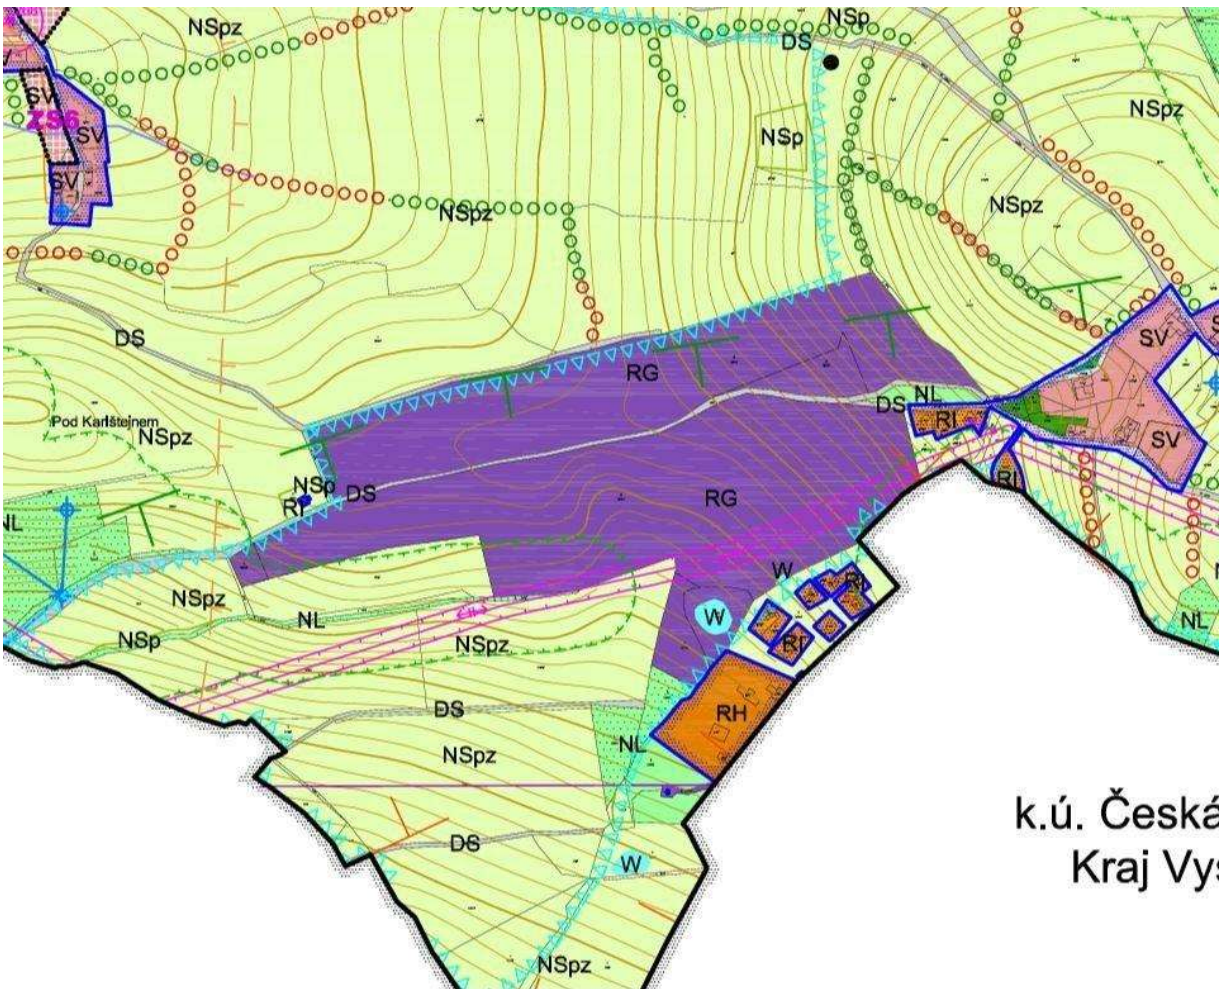 NSpz
NSp
DS
SV
ZS6
SV
NSp
NSpz
SV
NSpz
NSpz
DS
SV
S
RG
DS
NL
RI
Pod Karlštejnem
NSpz
SV
NSp
DS
RG
RI
RI
NL
W
RI
NSpz
NL
W
NSp
NSpz
RI
NL
DS
RH
NL
NSpz
k.ú. Česká
Kraj Vys
DS
W
NSpz